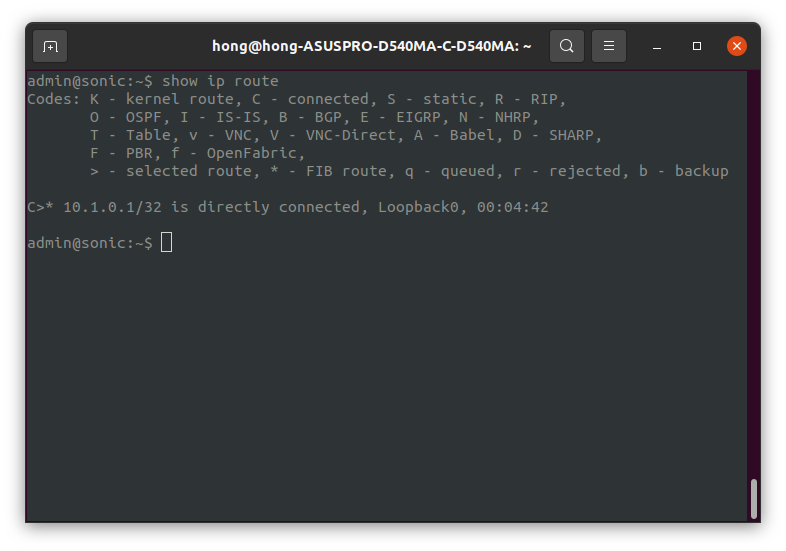 hong@hong-ASUSPRO-D540MA-C-D540MA: ~
admin@sonic:~$ show ip route
Codes: K - kernel route, C - connected, S - static, R - RIP,
       O - OSPF, I - IS-IS, B - BGP, E - EIGRP, N - NHRP,
       T - Table, v - VNC, V - VNC-Direct, A - Babel, D - SHARP,
       F - PBR, f - OpenFabric,
       > - selected route, * - FIB route, q - queued, r - rejected, b - backup
C>* 10.1.0.1/32 is directly connected, Loopback0, 00:04:42
admin@sonic:~$